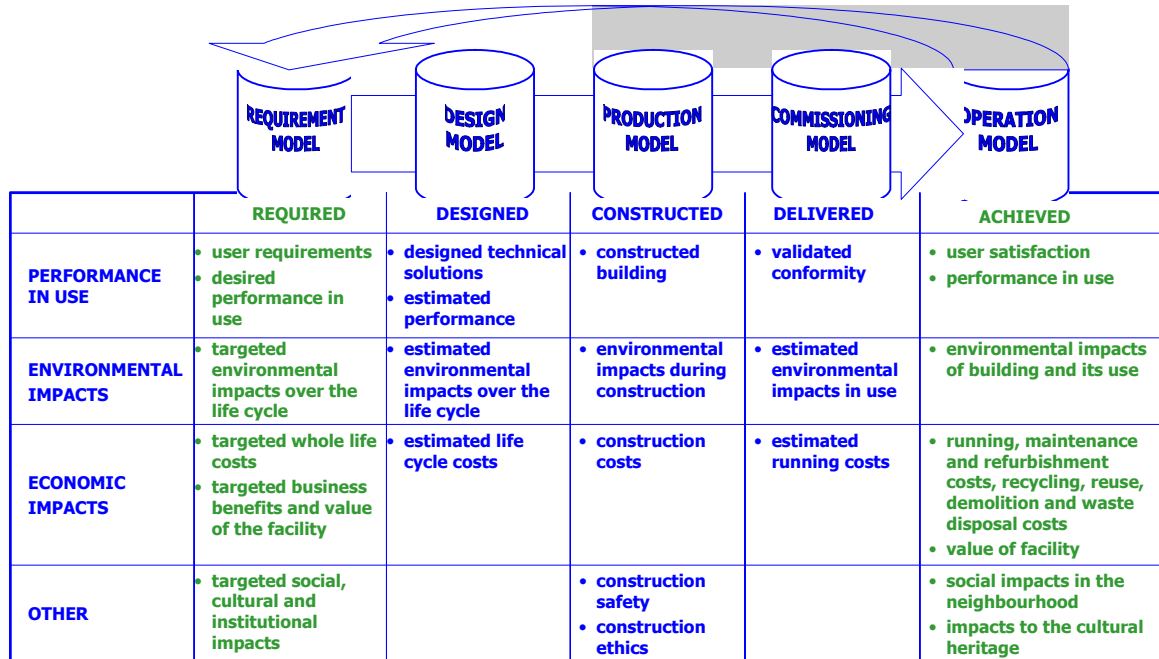 REQUIREMENT
MODEL
DESIGN
MODEL
PRODUCTION
MODEL
COMMISSIONING
MODEL
OPERATION
MODEL
REQUIRED
DESIGNED
CONSTRUCTED
DELIVERED
ACHIEVED
PERFORMANCE
IN USE
• user requirements
• desired
performance in
use
• designed technical
solutions
• estimated
performance
• constructed
building
• validated
conformity
• user satisfaction
• performance in use
ENVIRONMENTAL
IMPACTS
• targeted
environmental
impacts over the
life cycle
• estimated
environmental
impacts over the
life cycle
• environmental
impacts during
construction
• estimated
environmental
impacts in use
• environmental impacts
of building and its use
ECONOMIC
IMPACTS
• targeted whole life
costs
• targeted business
benefits and value
of the facility
• estimated life
cycle costs
• construction
costs
• estimated
running costs
• running, maintenance
and refurbishment
costs, recycling, reuse,
demolition and waste
disposal costs
• value of facility
OTHER
• targeted social,
cultural and
institutional
impacts
• construction
safety
• construction
ethics
• social impacts in the
neighbourhood
• impacts to the cultural
heritage